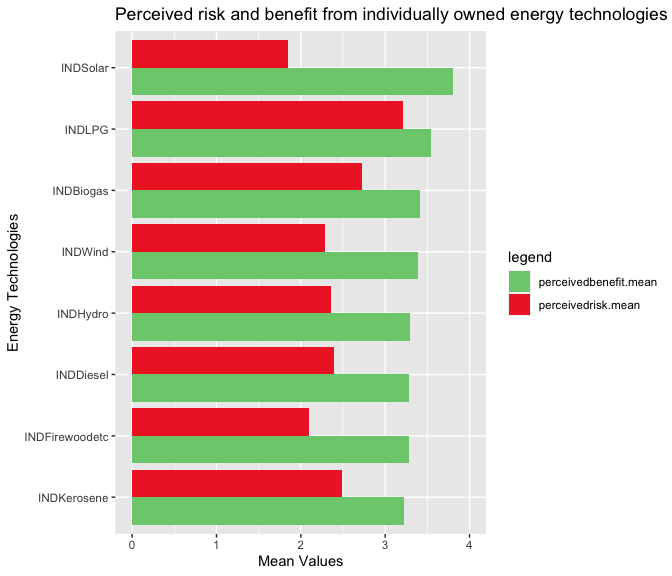 Perceived risk and benefit from individually owned energy technologies
Energy Technologies
INDSolar
INDLPG
INDBiogas
INDWind
INDHydro
INDDiesel
INDFirewoodetc
INDKerosene
0 1 2 3 4
Mean Values
legend
perceivedbenefit.mean
perceivedrisk.mean